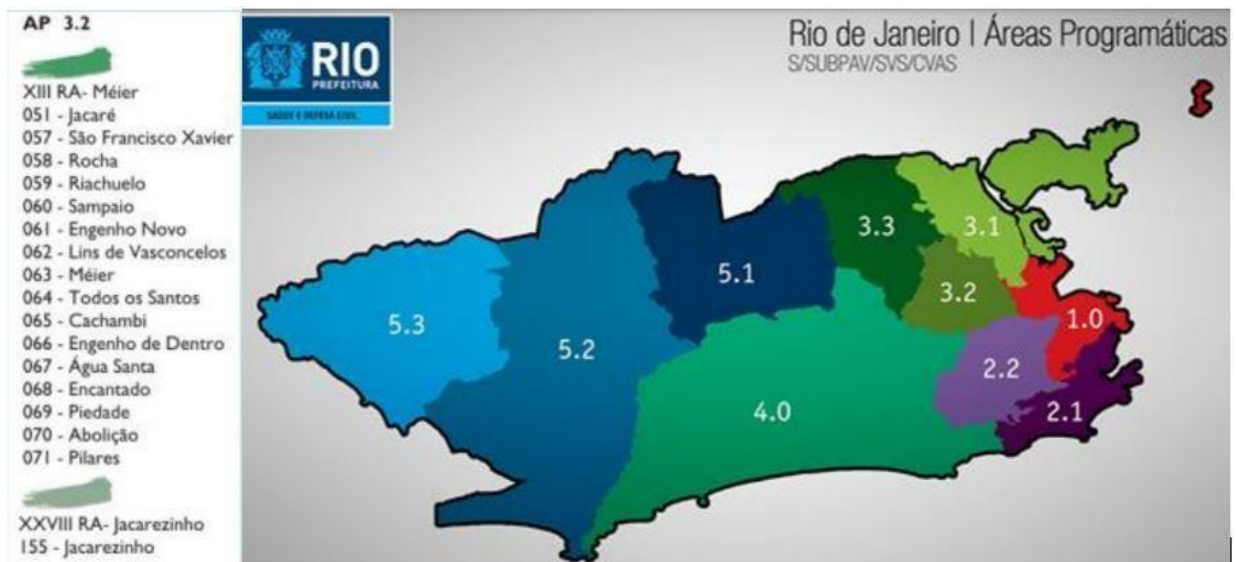 AP 3.2
XIII RA- Méier
051 - Jacaré
057 - São Francisco Xavier
058 - Rocha
059 - Riachuelo
060 - Sampaio
061 - Engenho Novo
062 - Lins de Vasconcelos
063 - Méier
064 - Todos os Santos
065 - Cachambi
066 - Engenho de Dentro
067 - Água Santa
068 - Encantado
069 - Piedade
070 - Abolição
071 - Pilares
XXVIII RA- Jacarezinho
155 - Jacarezinho
RIO
PREFEITURA
SAÚDE E DEFESA CIVIL
Rio de Janeiro | Áreas Programáticas
S/SUBPAV/SVS/CVAS
3.3
3.1
5.1
3.2
1.0
5.3
5.2
2.2
4.0
2.1